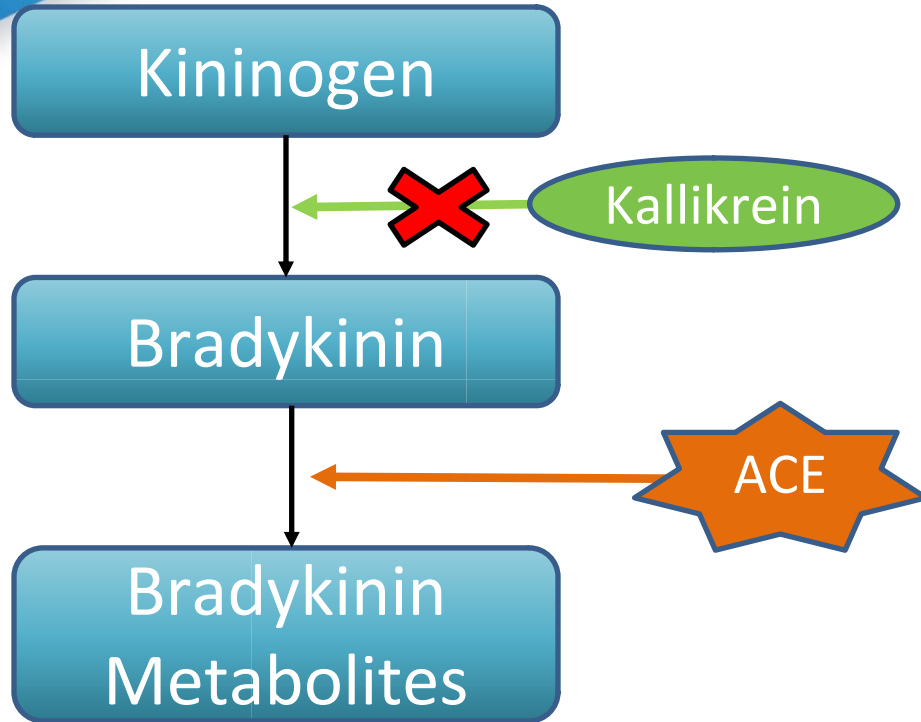 Kininogen
Kallikrein
Bradykinin
ACE
Bradykinin
Metabolites